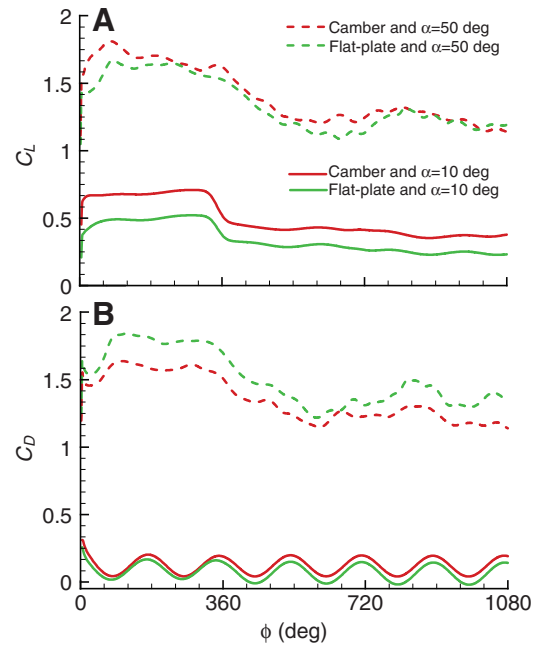 A
2
1.5
1
0.5
0
C_L
Camber and α=50 deg
Flat-plate and α=50 deg
Camber and α=10 deg
Flat-plate and α=10 deg
B
2
1.5
1
0.5
0
C_D
0
360
720
1080
ϕ (deg)